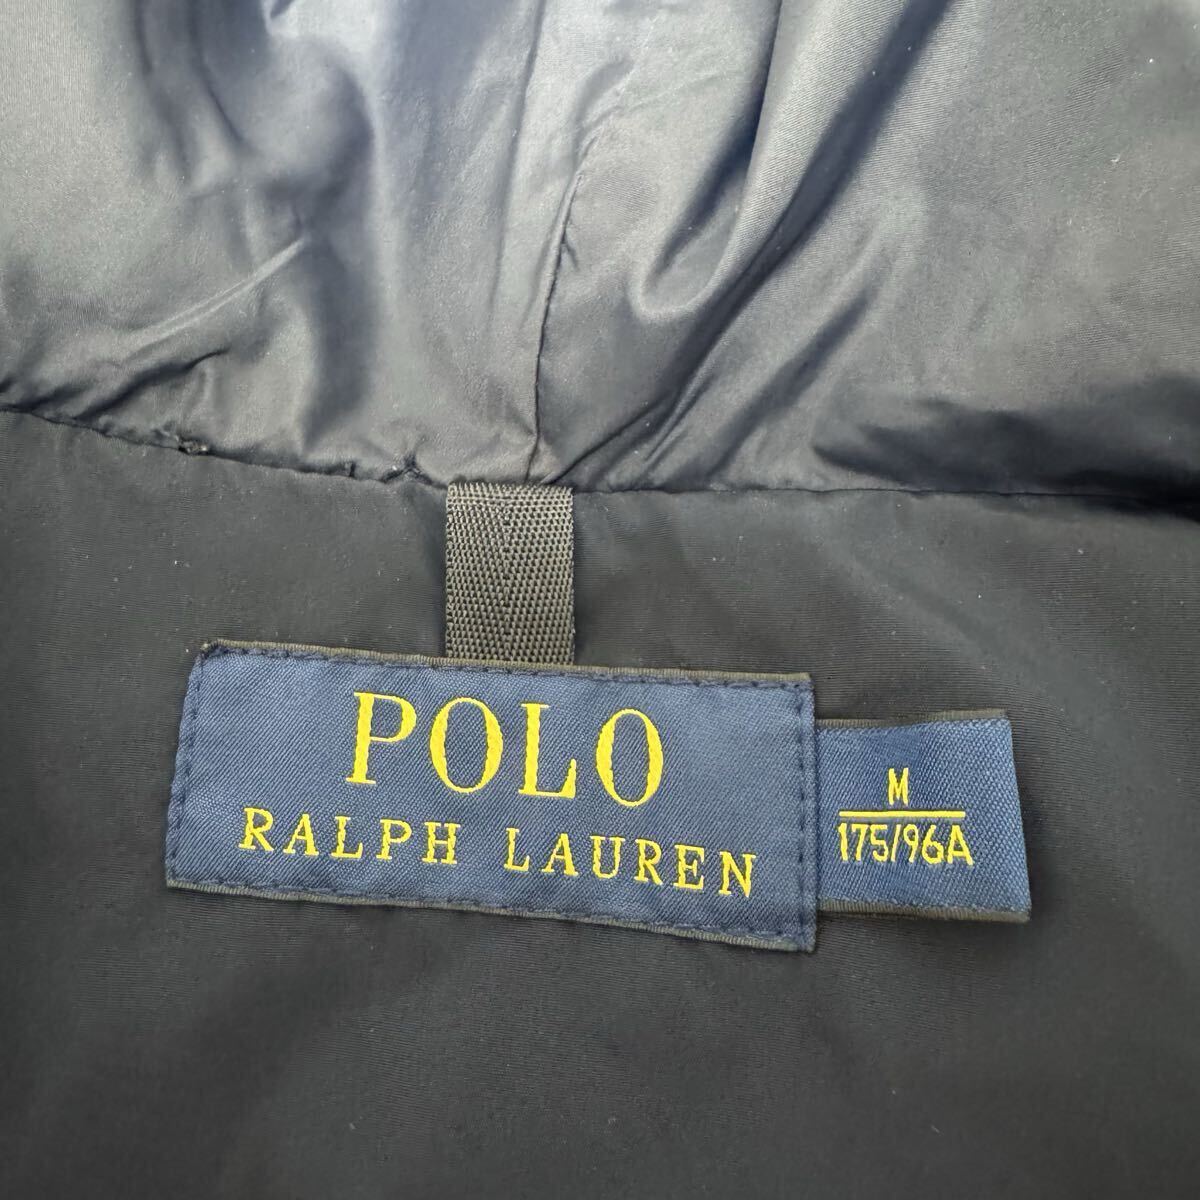 POLO
RALPH LAUREN
M
175/96A